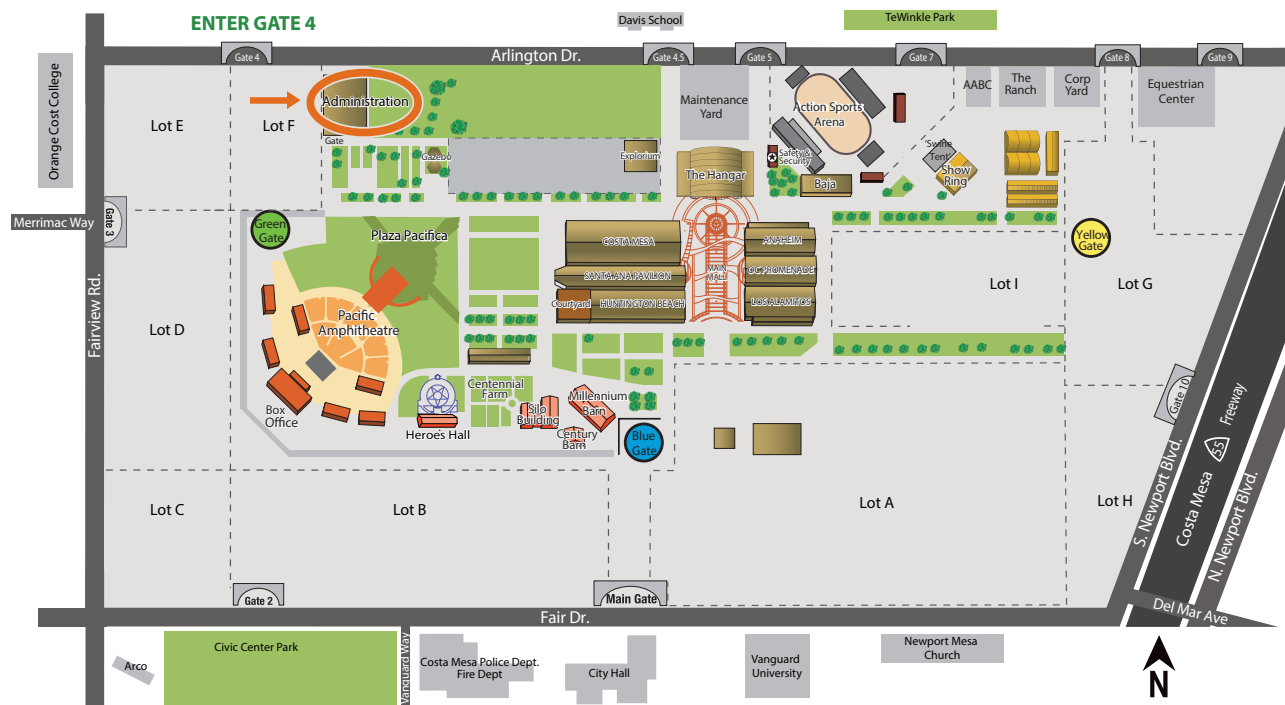 ENTER GATE 4
Davis School
TeWinkle Park
Gate 4
Arlington Dr.
Gate 4.5
Gate 5
Gate 7
Gate 8
Gate 9
Orange Cost College
Lot E
Lot F
Administration
Gate
Gazebo
Explorium
Maintenance
Yard
Action Sports
Arena
AABC
The
Ranch
Corp
Yard
Equestrian
Center
Safety &
Security
Swine
Tent
Show
Ring
The Hangar
Baja
Merrimac Way
Gate 3
Green
Gate
Plaza Pacifica
COSTA MESA
SANTA ANA PAVILION
Courtyard
HUNTINGTON BEACH
MAIN
MALL
ANAHEIM
OC PROMENADE
LOS ALAMITOS
Yellow
Gate
Lot I
Lot G
Fairview Rd.
Lot D
Pacific
Amphitheatre
Box
Office
Heroes Hall
Centennial
Farm
Silo
Building
Millennium
Barn
Century
Barn
Blue
Gate
Gate 10
Lot C
Lot B
Lot A
Lot H
S. Newport Blvd.
Costa Mesa
55
Freeway
N. Newport Blvd.
Gate 2
Main Gate
Fair Dr.
Del Mar Ave
Arco
Civic Center Park
Vanguard Way
Costa Mesa Police Dept.
Fire Dept
City Hall
Vanguard
University
Newport Mesa
Church
N